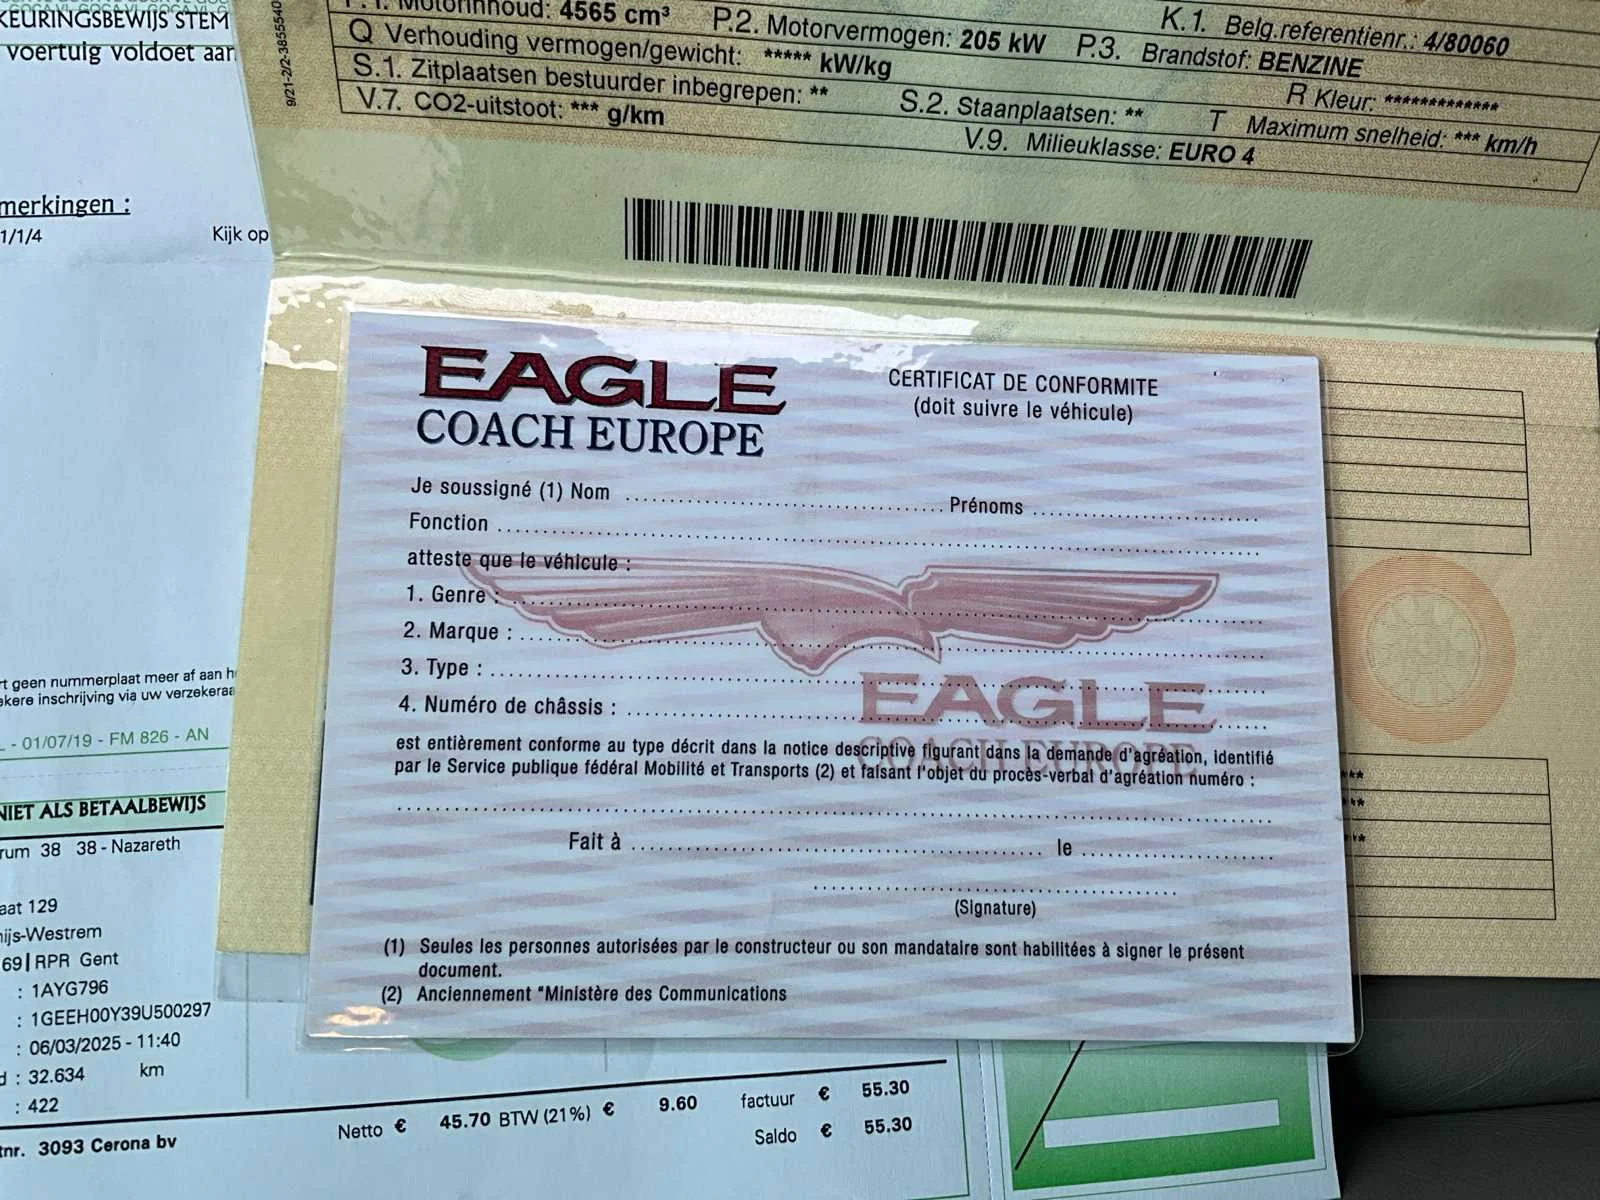 KEURINGSBEWIJS STEM
voertuig voldoet aan
merkingen :
1/1/4
Kijk op
9/21-2/2-3855540
P.1. Motorinhoud: 4565 cm³ P.2. Motorvermogen: 205 kW K.1. Belg.referentienr.: 4/80060
Q Verhouding vermogen/gewicht: ***** kW/kg P.3. Brandstof: BENZINE
S.1. Zitplaatsen bestuurder inbegrepen: ** R Kleur: *************
V.7. CO2-uitstoot: *** g/km S.2. Staanplaatsen: ** T Maximum snelheid: *** km/h
V.9. Milieuklasse: EURO 4
EAGLE
COACH EUROPE
CERTIFICAT DE CONFORMITE
(doit suivre le véhicule)
Je soussigné (1) Nom Prénoms
Fonction
atteste que le véhicule :
1. Genre :
2. Marque :
3. Type :
4. Numéro de châssis :
EAGLE
COACH EUROPE
est entièrement conforme au type décrit dans la notice descriptive figurant dans la demande d'agréation, identifié
par le Service publique fédéral Mobilité et Transports (2) et faisant l'objet du procès-verbal d'agréation numéro :
Fait à le
(Signature)
(1) Seules les personnes autorisées par le constructeur ou son mandataire sont habilitées à signer le présent
document.
(2) Anciennement "Ministère des Communications
***
***
***
rt geen nummerplaat meer af aan h
ekere inschrijving via uw verzekeraa
L - 01/07/19 - FM 826 - AN
NIET ALS BETAALBEWIJS
rum 38 38 - Nazareth
aat 129
nijs-Westrem
69 RPR Gent
: 1AYG796
: 1GEEH00Y39U500297
: 06/03/2025 - 11:40
d : 32.634 km
: 422
Netto € 45.70 BTW (21%) € 9.60 factuur € 55.30
Saldo € 55.30
tnr. 3093 Cerona bv